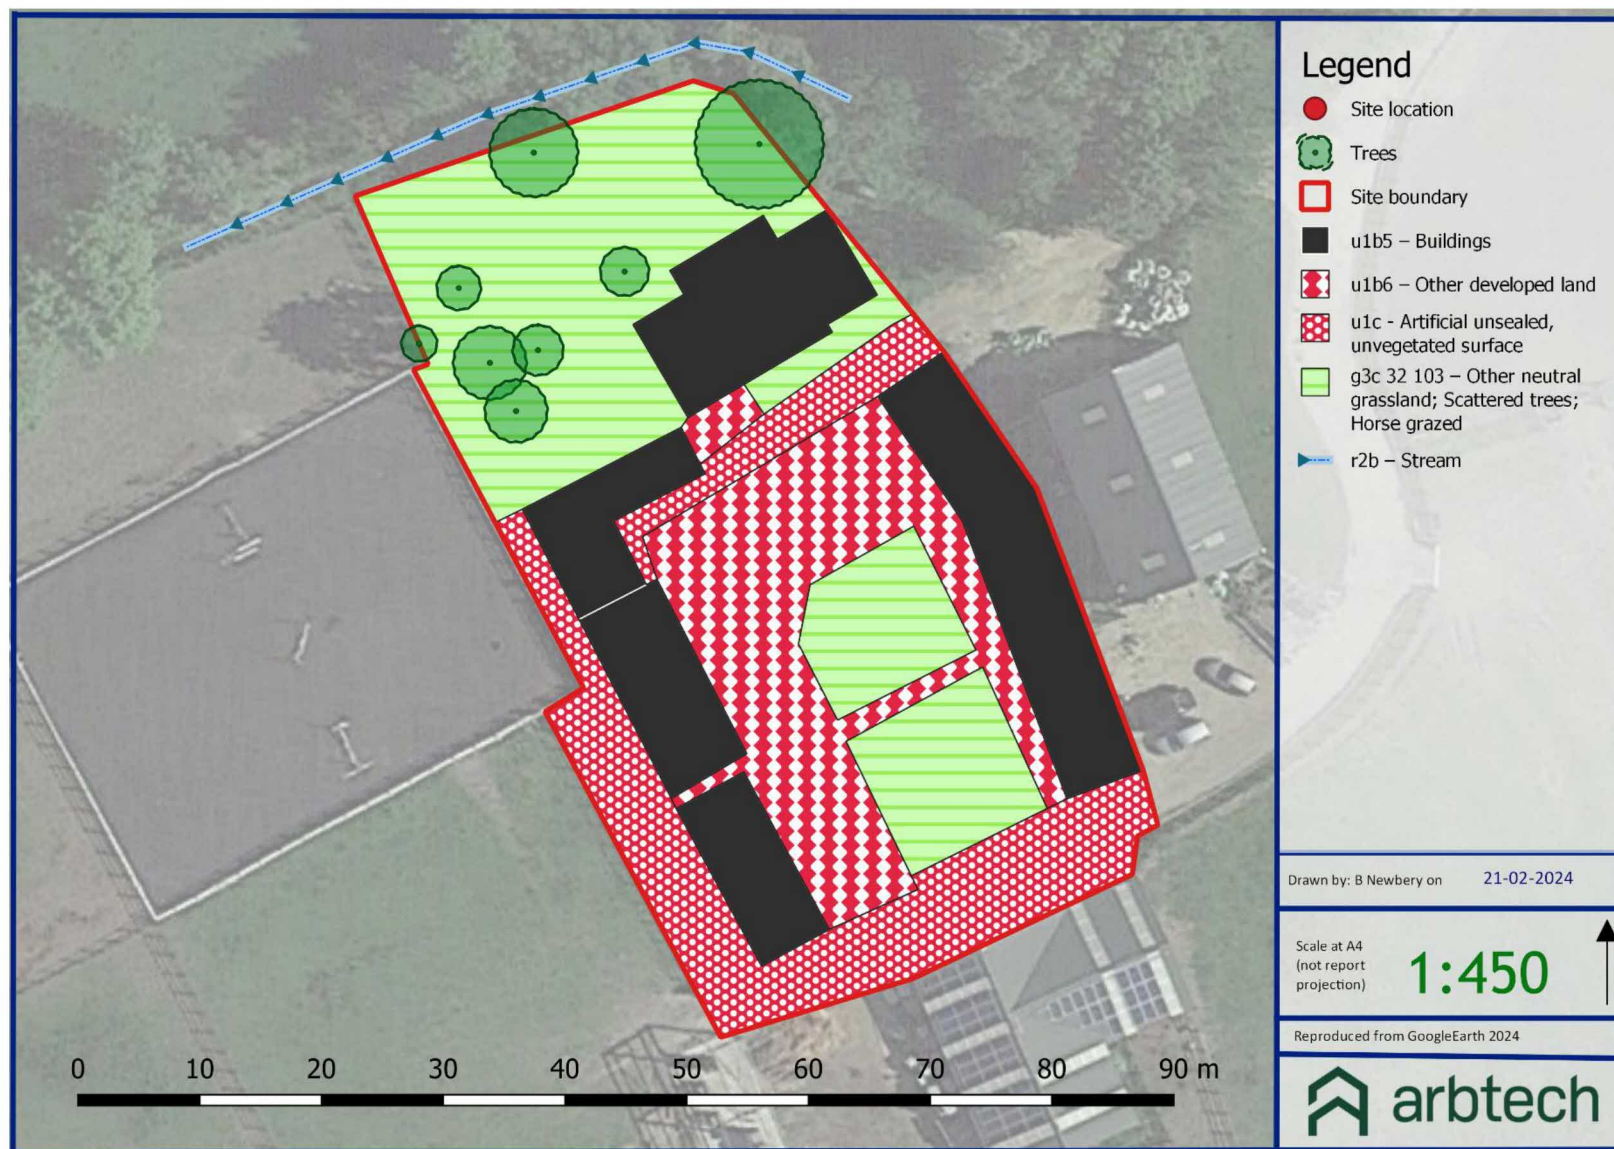 Legend
Site location
Trees
Site boundary
u1b5 – Buildings
u1b6 – Other developed land
u1c - Artificial unsealed,
unvegetated surface
g3c 32 103 – Other neutral
grassland; Scattered trees;
Horse grazed
r2b – Stream
Drawn by: B Newbery on 21-02-2024
Scale at A4
(not report
projection)
1:450
Reproduced from GoogleEarth 2024
arbtech
0 10 20 30 40 50 60 70 80 90 m